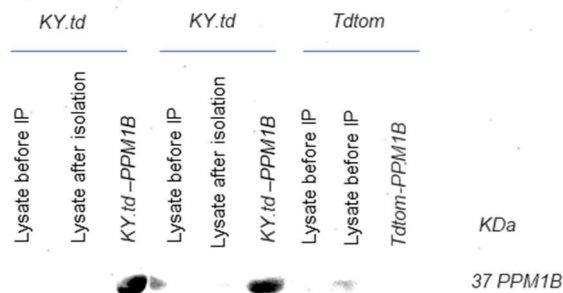 KY.td
KY.td
Tdtom
Lysate before IP
Lysate after isolation
KY.td –PPM1B
Lysate before IP
Lysate after isolation
KY.td –PPM1B
Lysate before IP
Lysate before IP
Tdtom-PPM1B
KDa
37 PPM1B